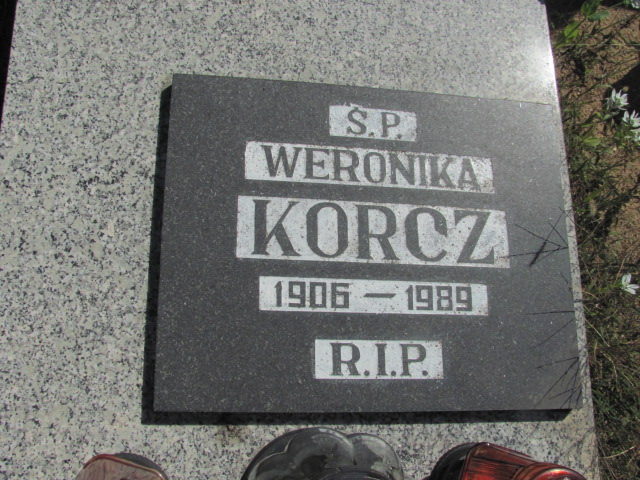 Ś.P.
WERONIKA
KORCZ
1906 — 1989
R.I.P.